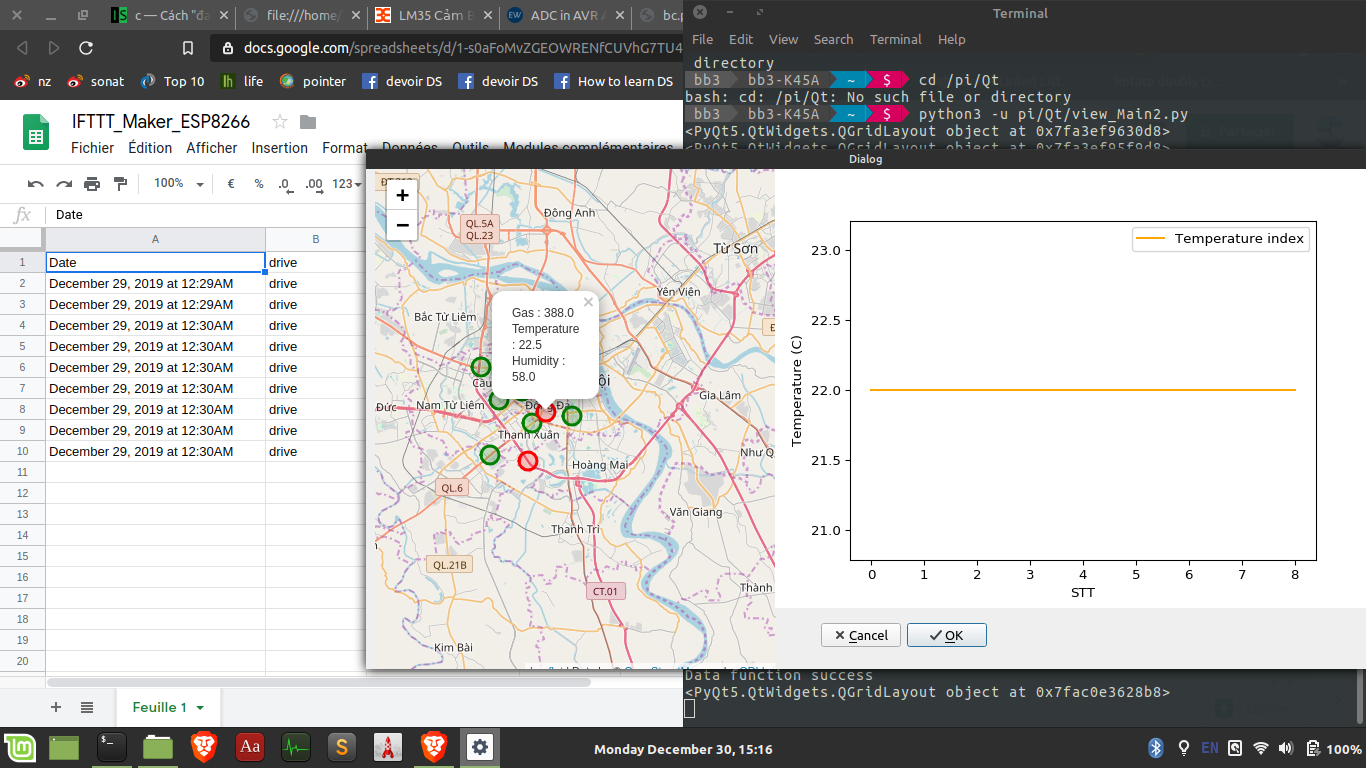 c — Cách "đa
file:///home/
LM35 Cảm B
ADC in AVR A
bc.p
docs.google.com/spreadsheets/d/1-s0aFoMvZGEOWRENfCUVhG7TU4
nz sonat Top 10 life pointer devoir DS devoir DS How to learn DS
IFTTT_Maker_ESP8266
Fichier Édition Afficher Insertion Format Données Outils Modules complémentaires
100% € % .0 .00 123
fx Date
A B
1 Date drive
2 December 29, 2019 at 12:29AM drive
3 December 29, 2019 at 12:29AM drive
4 December 29, 2019 at 12:30AM drive
5 December 29, 2019 at 12:30AM drive
6 December 29, 2019 at 12:30AM drive
7 December 29, 2019 at 12:30AM drive
8 December 29, 2019 at 12:30AM drive
9 December 29, 2019 at 12:30AM drive
10 December 29, 2019 at 12:30AM drive
11
12
13
14
15
16
17
18
19
20
Feuille 1
Terminal
File Edit View Search Terminal Help
directory
bb3 bb3-K45A ~ $ cd /pi/Qt
bash: cd: /pi/Qt: No such file or directory
bb3 bb3-K45A ~ $ python3 -u pi/Qt/view_Main2.py
<PyQt5.QtWidgets.QGridLayout object at 0x7fa3ef9630d8>
<PyQt5.QtWidgets.QGridLayout object at 0x7fa3ef95f9d8>
Dialog
+
−
Đông Anh
QL.5A
QL.23
Từ Sơn
Yên Viên
Bắc Từ Liêm
Gas : 388.0
Temperature
: 22.5
Humidity :
58.0
×
Cầu
ội
Gia Lâm
Đức
Nam Từ Liêm
Đống Đa
Thanh Xuân
Hoàng Mai
Như Q
QL.6
Văn Giang
Thanh Trì
QL.21B
CT.01
Thành
Kim Bài
Temperature index
Temperature (C)
23.0
22.5
22.0
21.5
21.0
0 1 2 3 4 5 6 7 8
STT
Cancel OK
Data function success
<PyQt5.QtWidgets.QGridLayout object at 0x7fac0e3628b8>
Monday December 30, 15:16
EN
100%